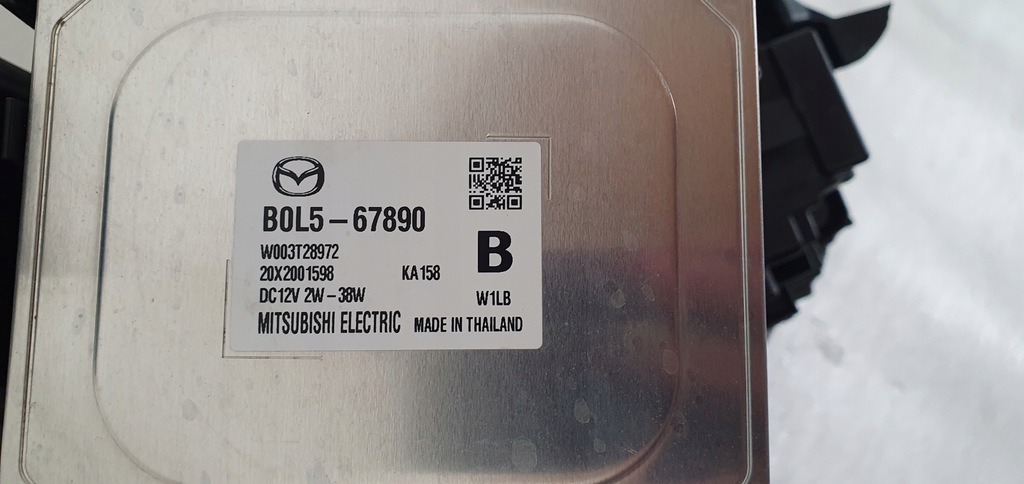 B0L5-67890
W003T28972
B
20X2001598 KA158
DC12V 2W-38W W1LB
MITSUBISHI ELECTRIC MADE IN THAILAND